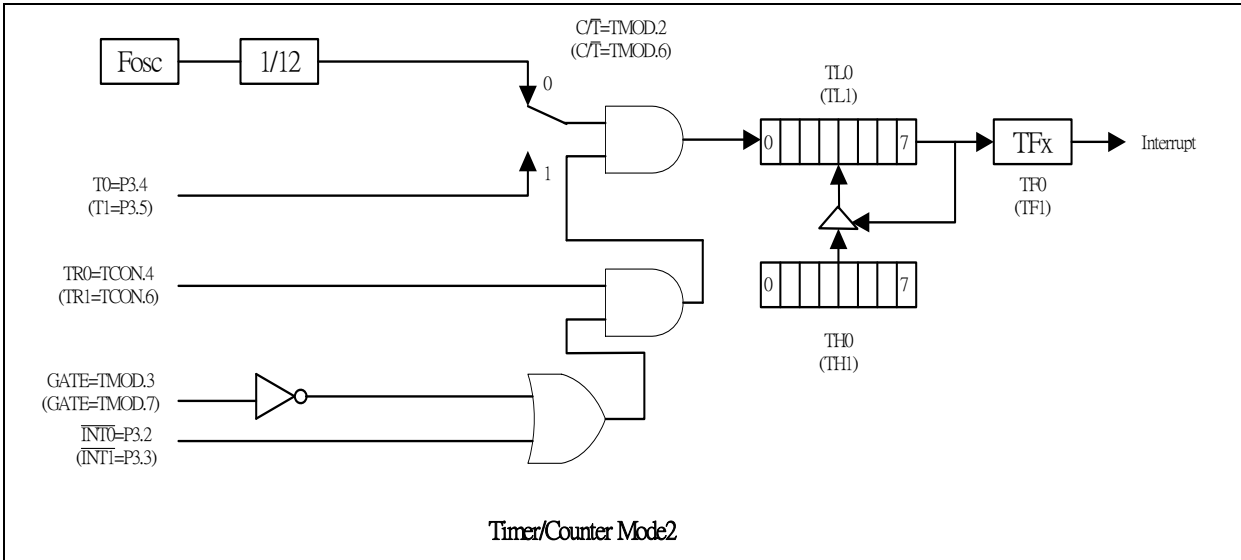 C/T̅=TMOD.2
(C/T̅=TMOD.6)
Fosc
1/12
0
TL0
(TL1)
0
7
TFx
Interrupt
TF0
(TF1)
1
T0=P3.4
(T1=P3.5)
TR0=TCON.4
(TR1=TCON.6)
0
7
TH0
(TH1)
GATE=TMOD.3
(GATE=TMOD.7)
I̅N̅T̅0̅=P3.2
(I̅N̅T̅1̅=P3.3)
Timer/Counter Mode2